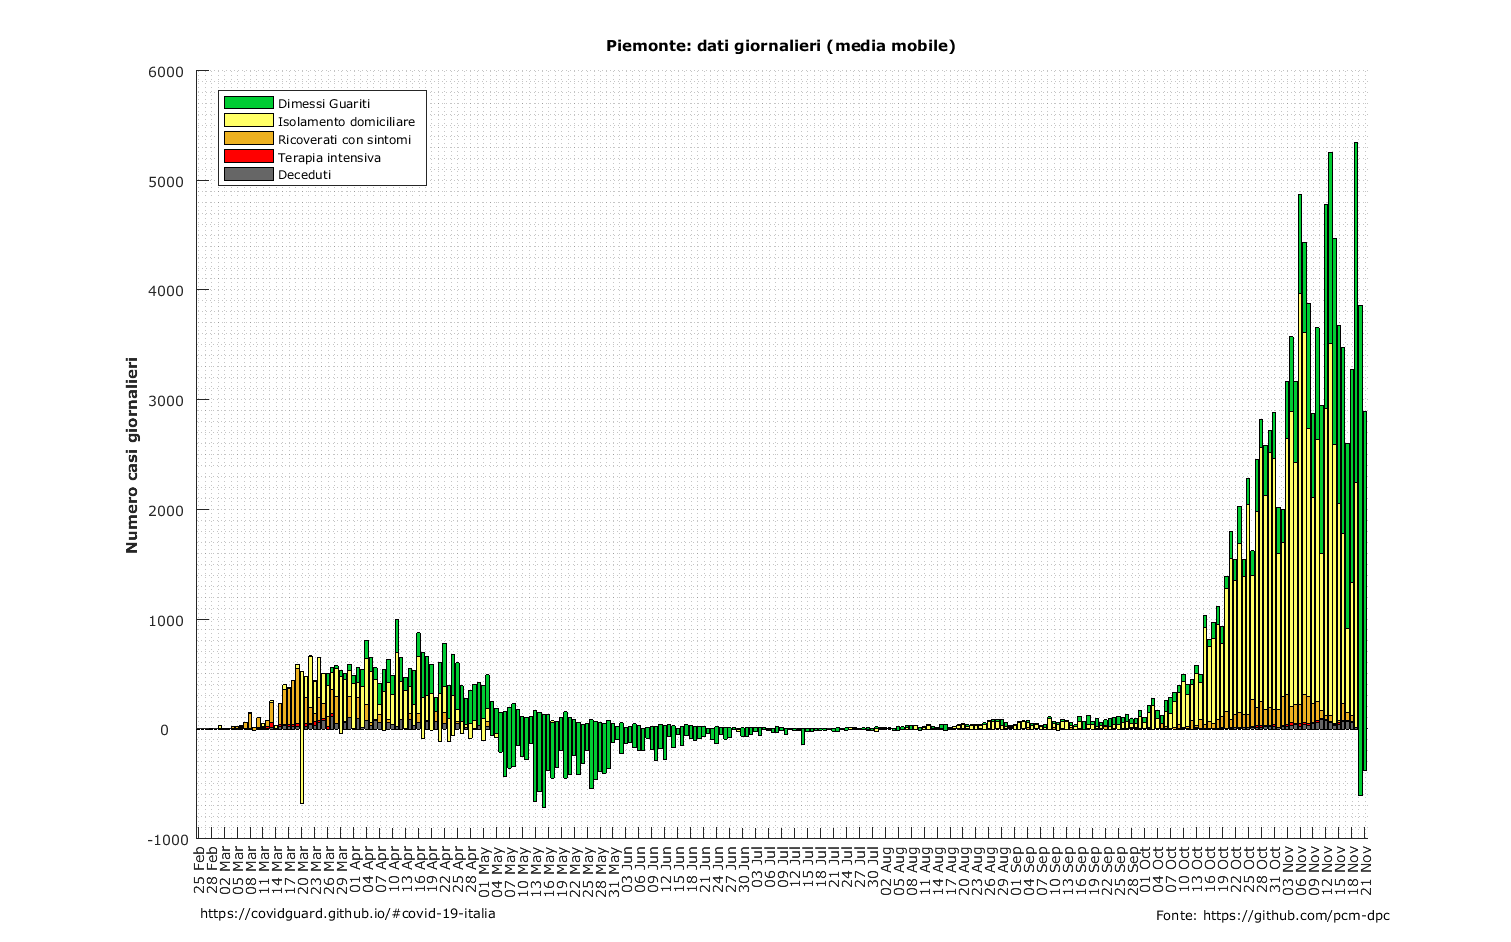 Piemonte: dati giornalieri (media mobile)
6000
5000
4000
3000
2000
1000
0
-1000
Numero casi giornalieri
Dimessi Guariti
Isolamento domiciliare
Ricoverati con sintomi
Terapia intensiva
Deceduti
25 Feb
28 Feb
02 Mar
05 Mar
08 Mar
11 Mar
14 Mar
17 Mar
20 Mar
23 Mar
26 Mar
29 Mar
01 Apr
04 Apr
07 Apr
10 Apr
13 Apr
16 Apr
19 Apr
22 Apr
25 Apr
28 Apr
01 May
04 May
07 May
10 May
13 May
16 May
19 May
22 May
25 May
28 May
31 May
03 Jun
06 Jun
09 Jun
12 Jun
15 Jun
18 Jun
21 Jun
24 Jun
27 Jun
30 Jun
03 Jul
06 Jul
09 Jul
12 Jul
15 Jul
18 Jul
21 Jul
24 Jul
27 Jul
30 Jul
02 Aug
05 Aug
08 Aug
11 Aug
14 Aug
17 Aug
20 Aug
23 Aug
26 Aug
29 Aug
01 Sep
04 Sep
07 Sep
10 Sep
13 Sep
16 Sep
19 Sep
22 Sep
25 Sep
28 Sep
01 Oct
04 Oct
07 Oct
10 Oct
13 Oct
16 Oct
19 Oct
22 Oct
25 Oct
28 Oct
31 Oct
03 Nov
06 Nov
09 Nov
12 Nov
15 Nov
18 Nov
21 Nov
https://covidguard.github.io/#covid-19-italia
Fonte: https://github.com/pcm-dpc